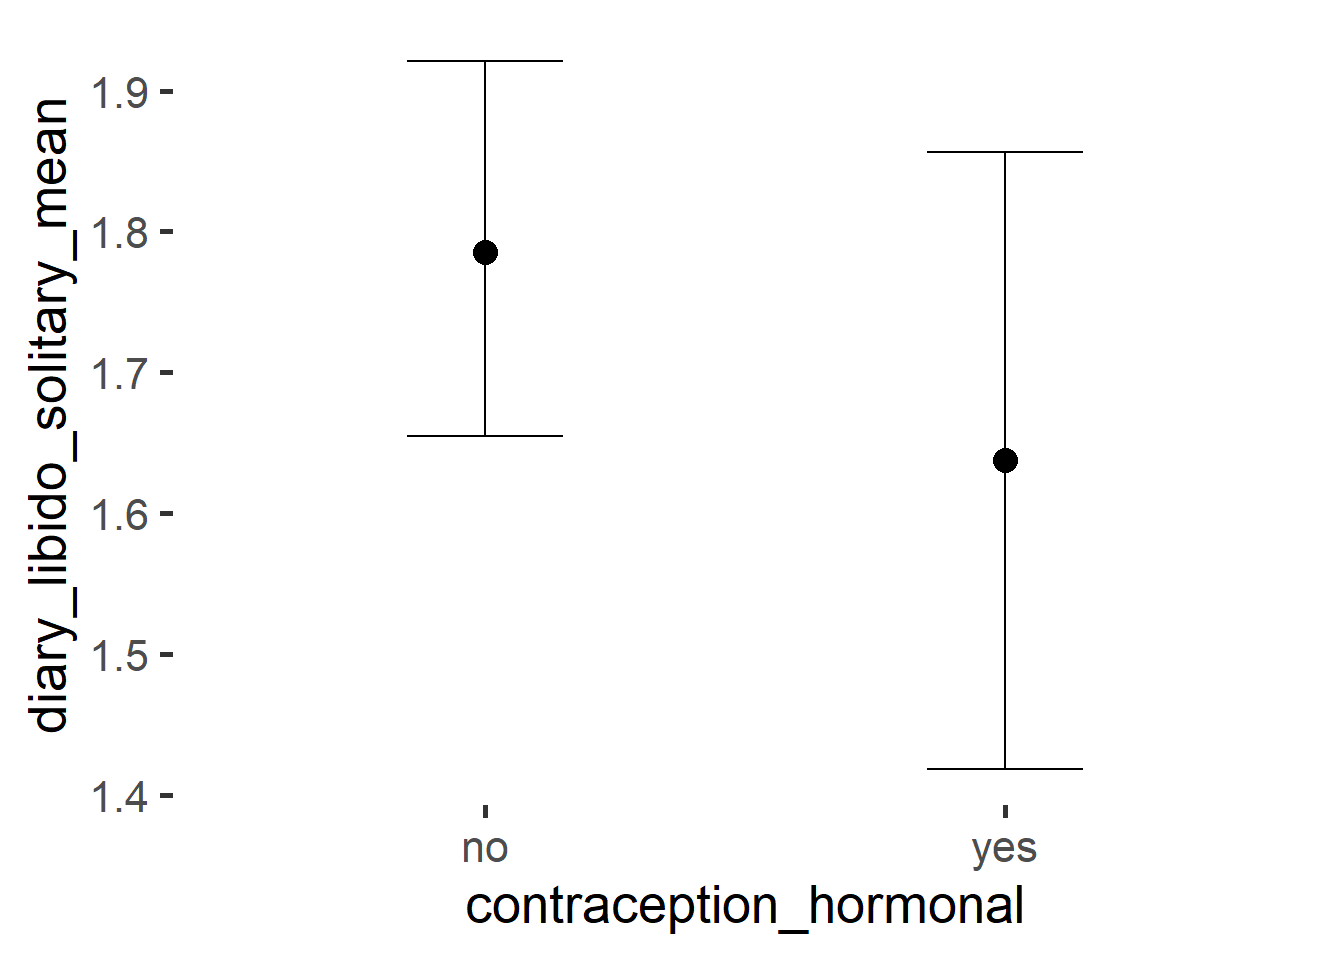 diary_libido_solitary_mean
1.9
1.8
1.7
1.6
1.5
1.4
no
yes
contraception_hormonal